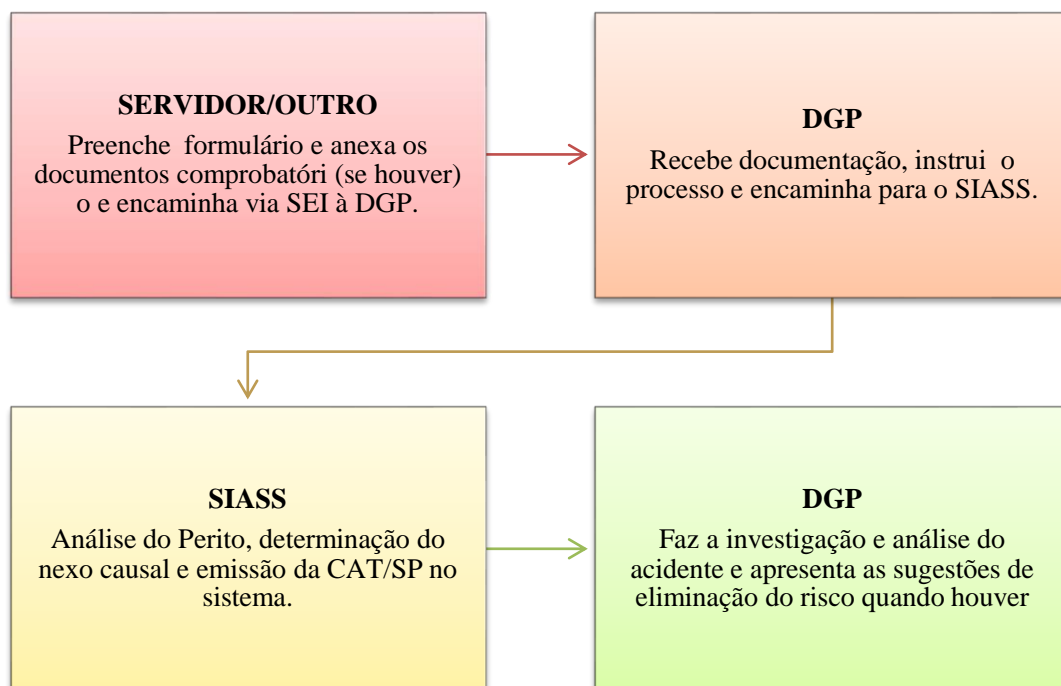 SERVIDOR/OUTRO
Preenche formulário e anexa os
documentos comprobatóri (se houver)
o e encaminha via SEI à DGP.
DGP
Recebe documentação, instrui o
processo e encaminha para o SIASS.
SIASS
Análise do Perito, determinação do
nexo causal e emissão da CAT/SP no
sistema.
DGP
Faz a investigação e análise do
acidente e apresenta as sugestões de
eliminação do risco quando houver